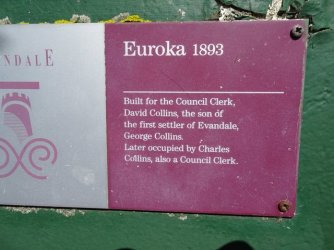 NDALE
Euroka 1893
Built for the Council Clerk,
David Collins, the son of
the first settler of Evandale,
George Collins.
Later occupied by Charles
Collins, also a Council Clerk.